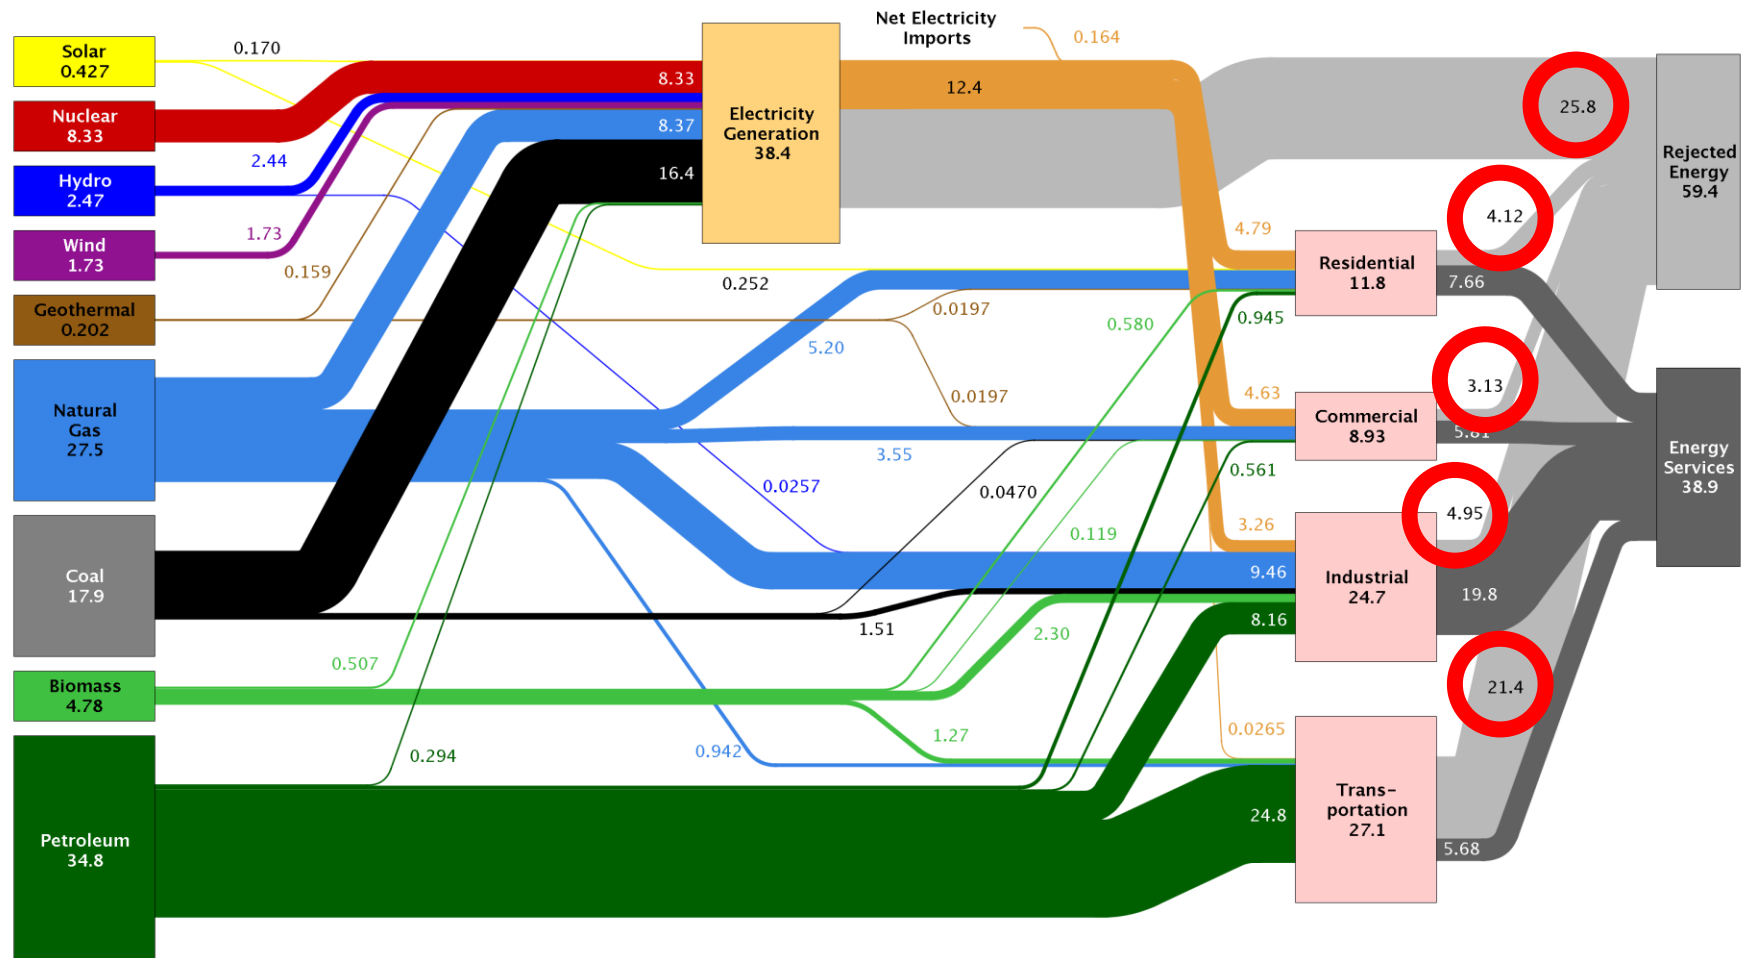 Solar
0.427
Nuclear
8.33
Hydro
2.47
Wind
1.73
Geothermal
0.202
Natural
Gas
27.5
Coal
17.9
Biomass
4.78
Petroleum
34.8
0.170
2.44
1.73
0.159
0.507
0.294
8.33
8.37
16.4
Electricity
Generation
38.4
Net Electricity
Imports
0.164
12.4
0.252
5.20
0.0197
0.0197
3.55
0.0470
0.0257
0.119
1.51
2.30
0.942
1.27
0.580
0.945
4.79
4.63
0.561
3.26
9.46
8.16
0.0265
24.8
Residential
11.8
Commercial
8.93
Industrial
24.7
Trans-
portation
27.1
25.8
4.12
7.66
3.13
5.81
4.95
19.8
21.4
5.68
Rejected
Energy
59.4
Energy
Services
38.9